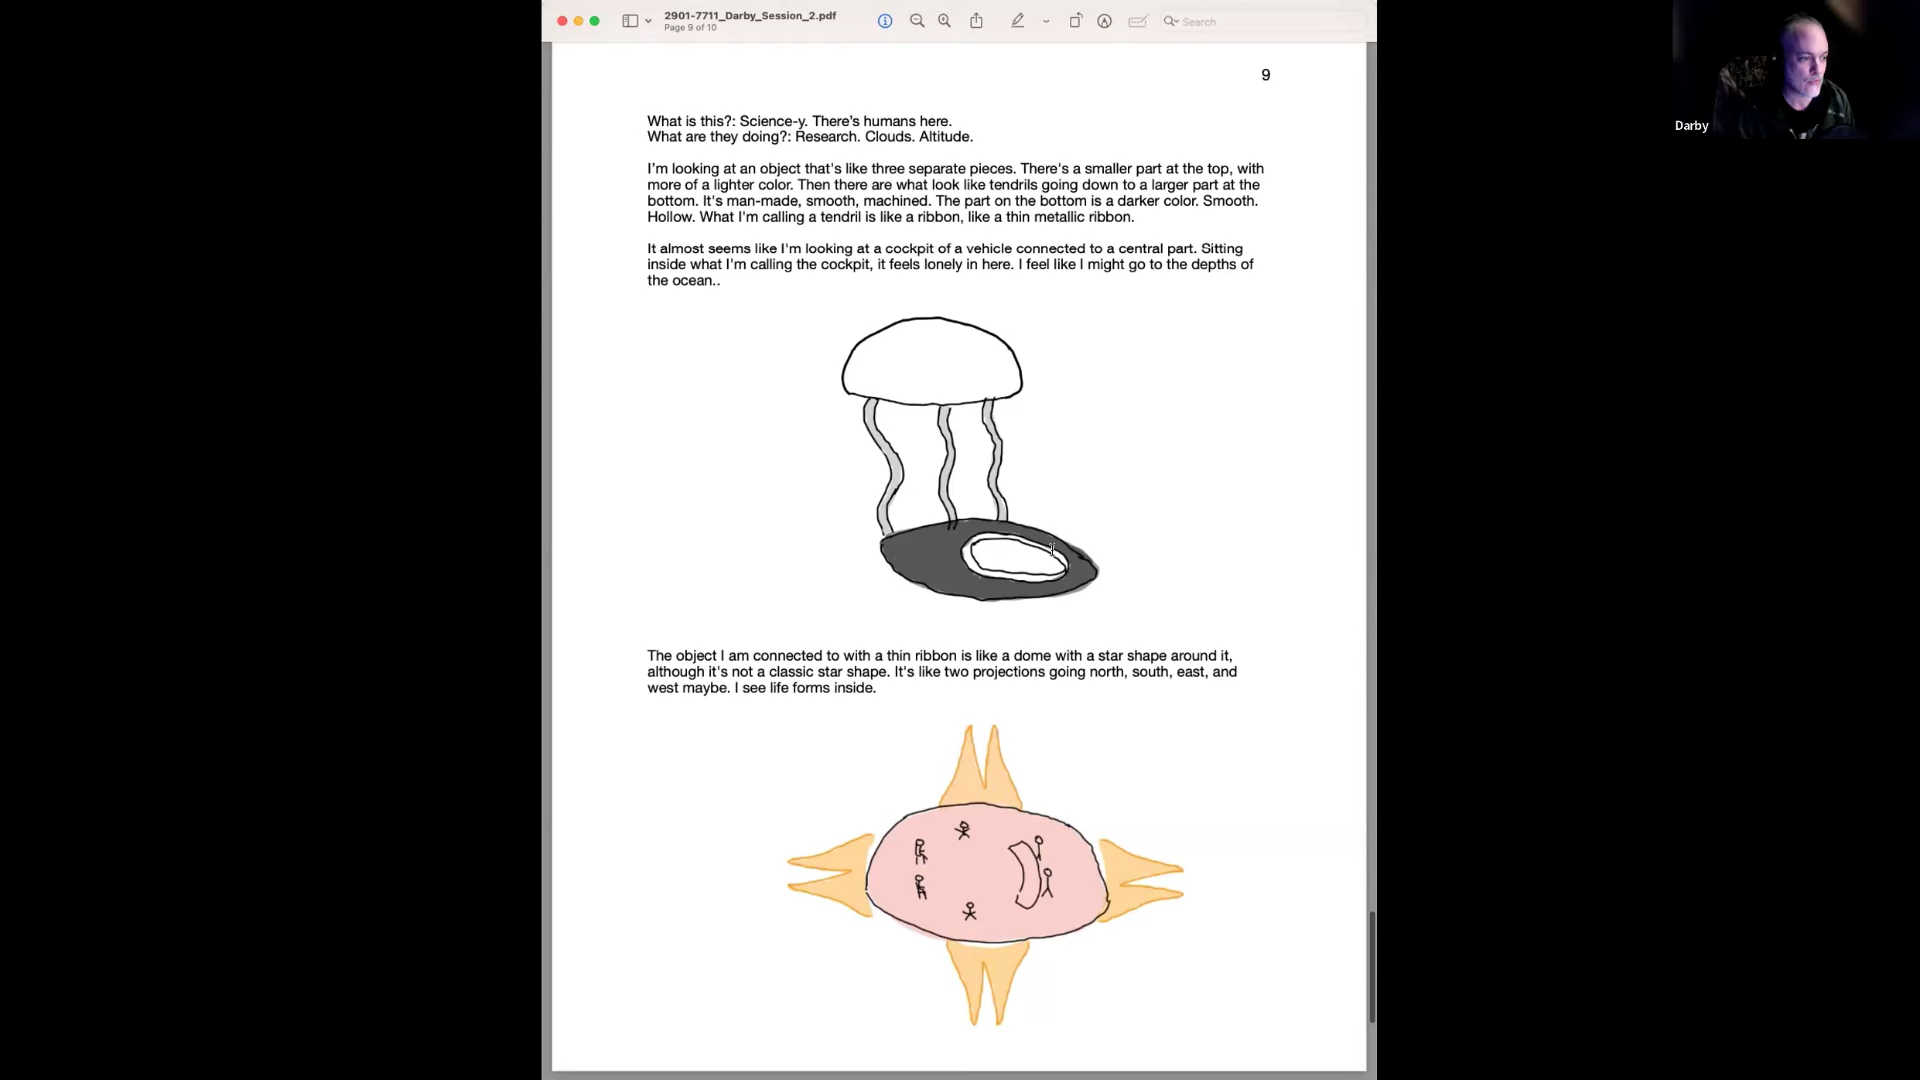 2901-7711_Darby_Session_2.pdf
Page 9 of 10
Search
Darby
9
What is this?: Science-y. There's humans here.
What are they doing?: Research. Clouds. Altitude.
I'm looking at an object that's like three separate pieces. There's a smaller part at the top, with
more of a lighter color. Then there are what look like tendrils going down to a larger part at the
bottom. It's man-made, smooth, machined. The part on the bottom is a darker color. Smooth.
Hollow. What I'm calling a tendril is like a ribbon, like a thin metallic ribbon.
It almost seems like I'm looking at a cockpit of a vehicle connected to a central part. Sitting
inside what I'm calling the cockpit, it feels lonely in here. I feel like I might go to the depths of
the ocean..
The object I am connected to with a thin ribbon is like a dome with a star shape around it,
although it's not a classic star shape. It's like two projections going north, south, east, and
west maybe. I see life forms inside.